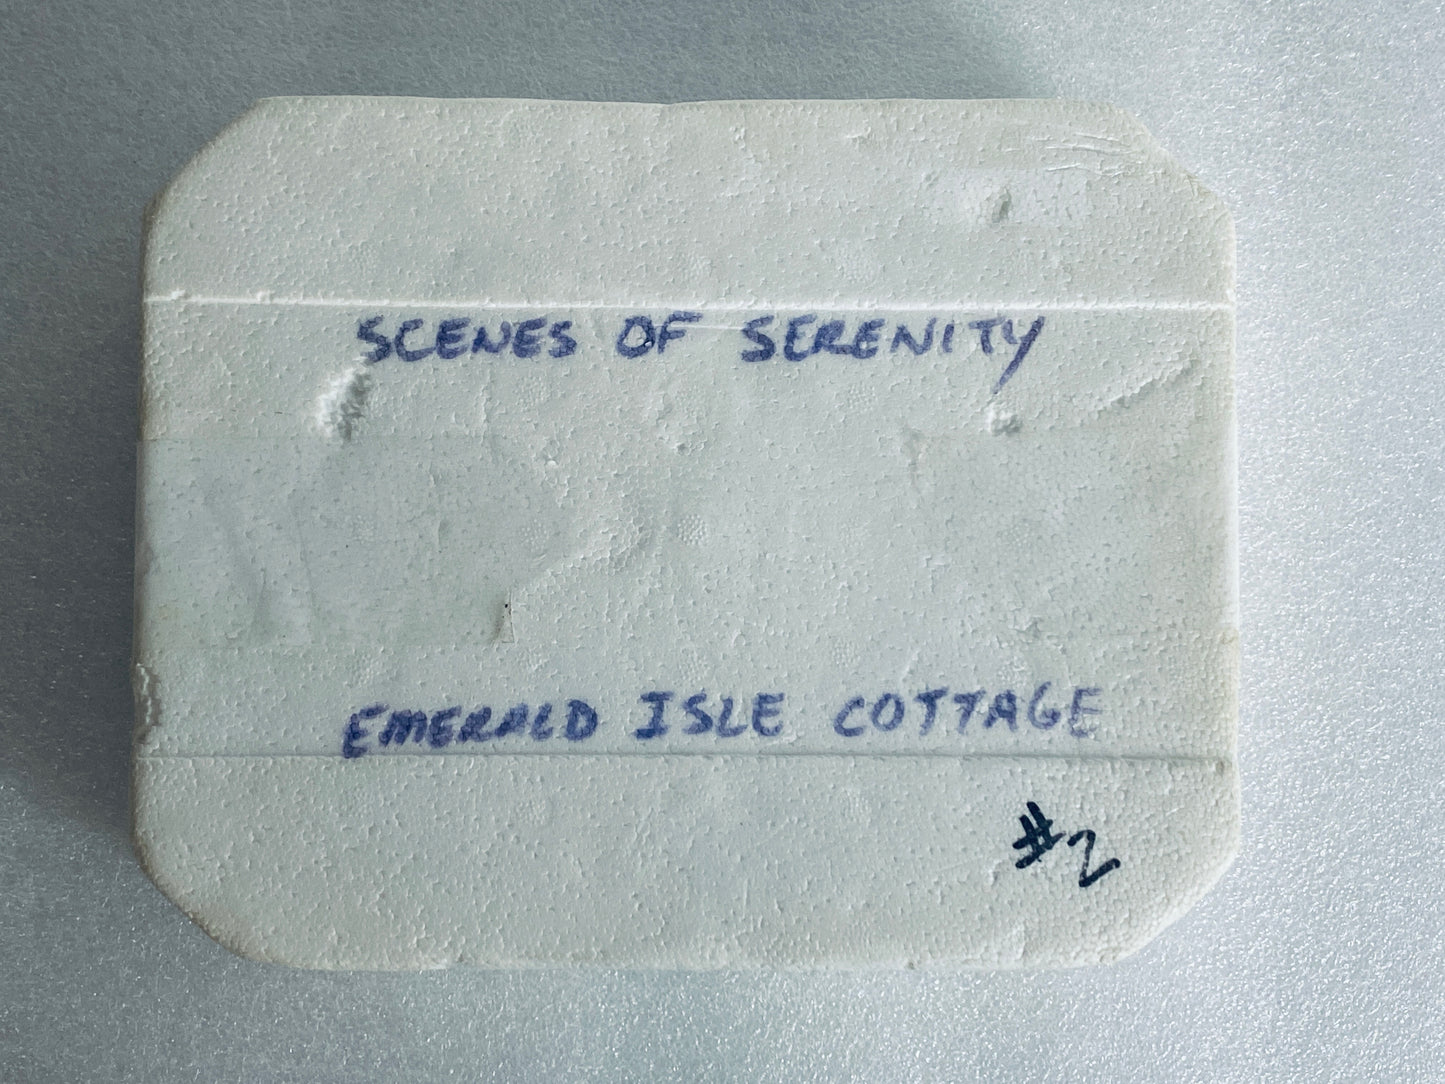 SCENES OF SERENITY
EMERALD ISLE COTTAGE
#2